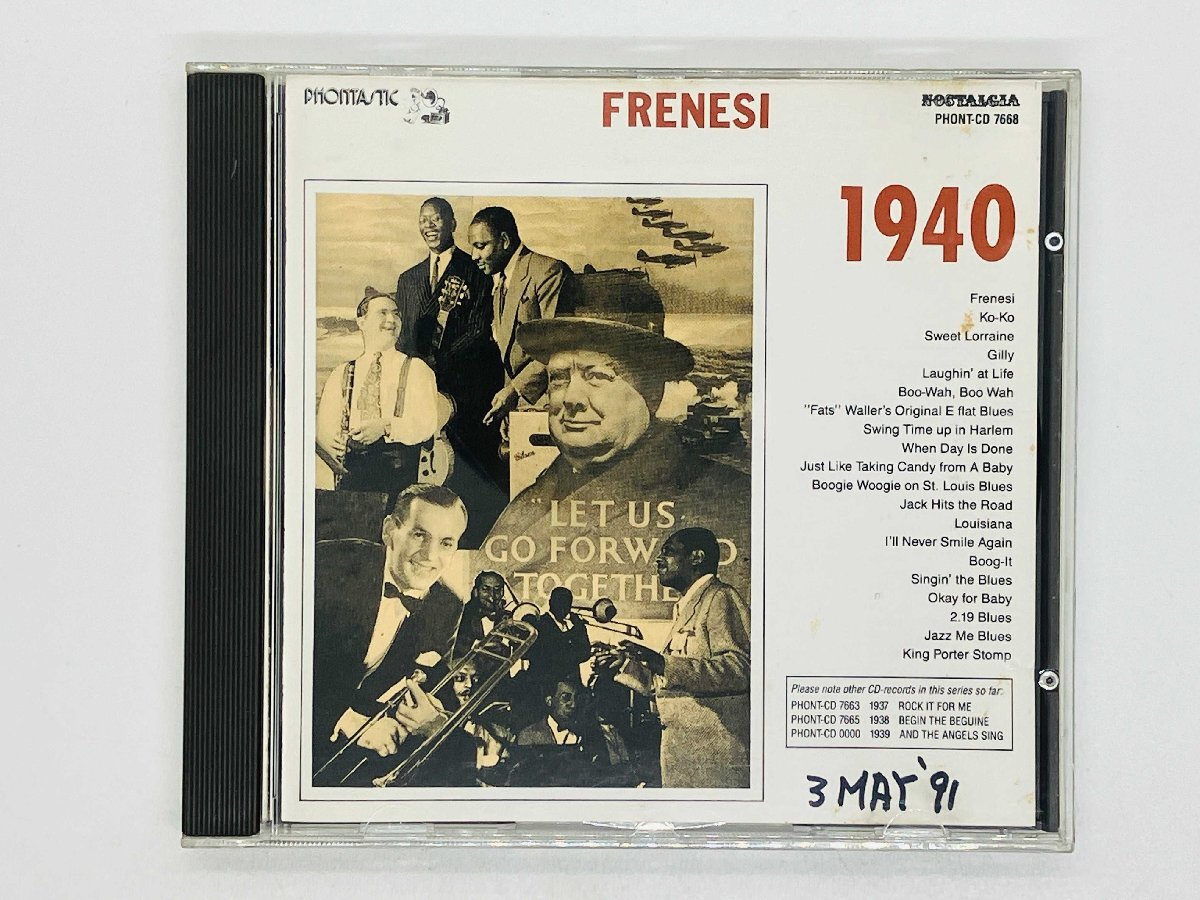 PHONTASTIC
FRENESI
NOSTALGIA
PHONT-CD 7668
1940
Frenesi
Ko-Ko
Sweet Lorraine
Gilly
Laughin' at Life
Boo-Wah, Boo Wah
"Fats" Waller's Original E flat Blues
Swing Time up in Harlem
When Day Is Done
Just Like Taking Candy from A Baby
Boogie Woogie on St. Louis Blues
Jack Hits the Road
Louisiana
I'll Never Smile Again
Boog-It
Singin' the Blues
Okay for Baby
2.19 Blues
Jazz Me Blues
King Porter Stomp
Gibson
"LET US
GO FORWARD
TOGETHE
Please note other CD-records in this series so far:
PHONT-CD 7663 1937 ROCK IT FOR ME
PHONT-CD 7665 1938 BEGIN THE BEGUINE
PHONT-CD 0000 1939 AND THE ANGELS SING
3 MAY '91